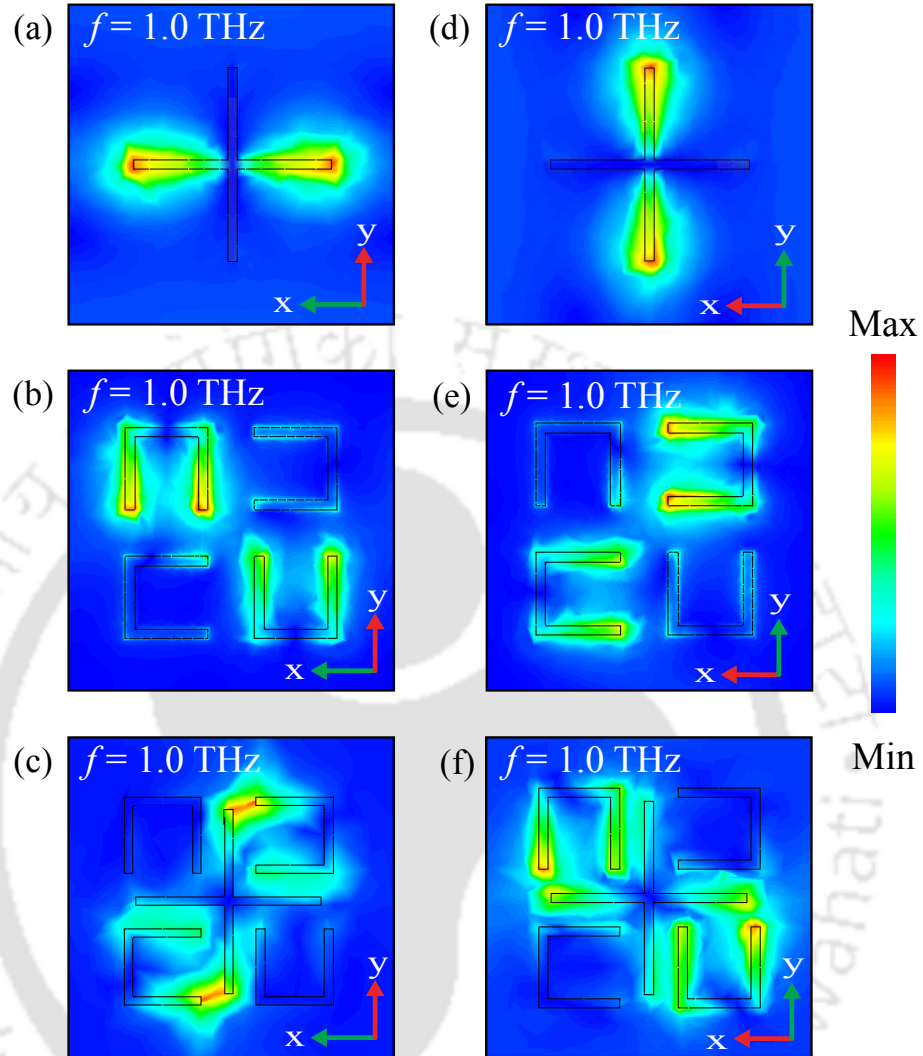 (a) f = 1.0 THz
y
x
(d) f = 1.0 THz
y
x
(b) f = 1.0 THz
y
x
(e) f = 1.0 THz
y
x
Max
Min
(c) f = 1.0 THz
y
x
(f) f = 1.0 THz
y
x
wahati